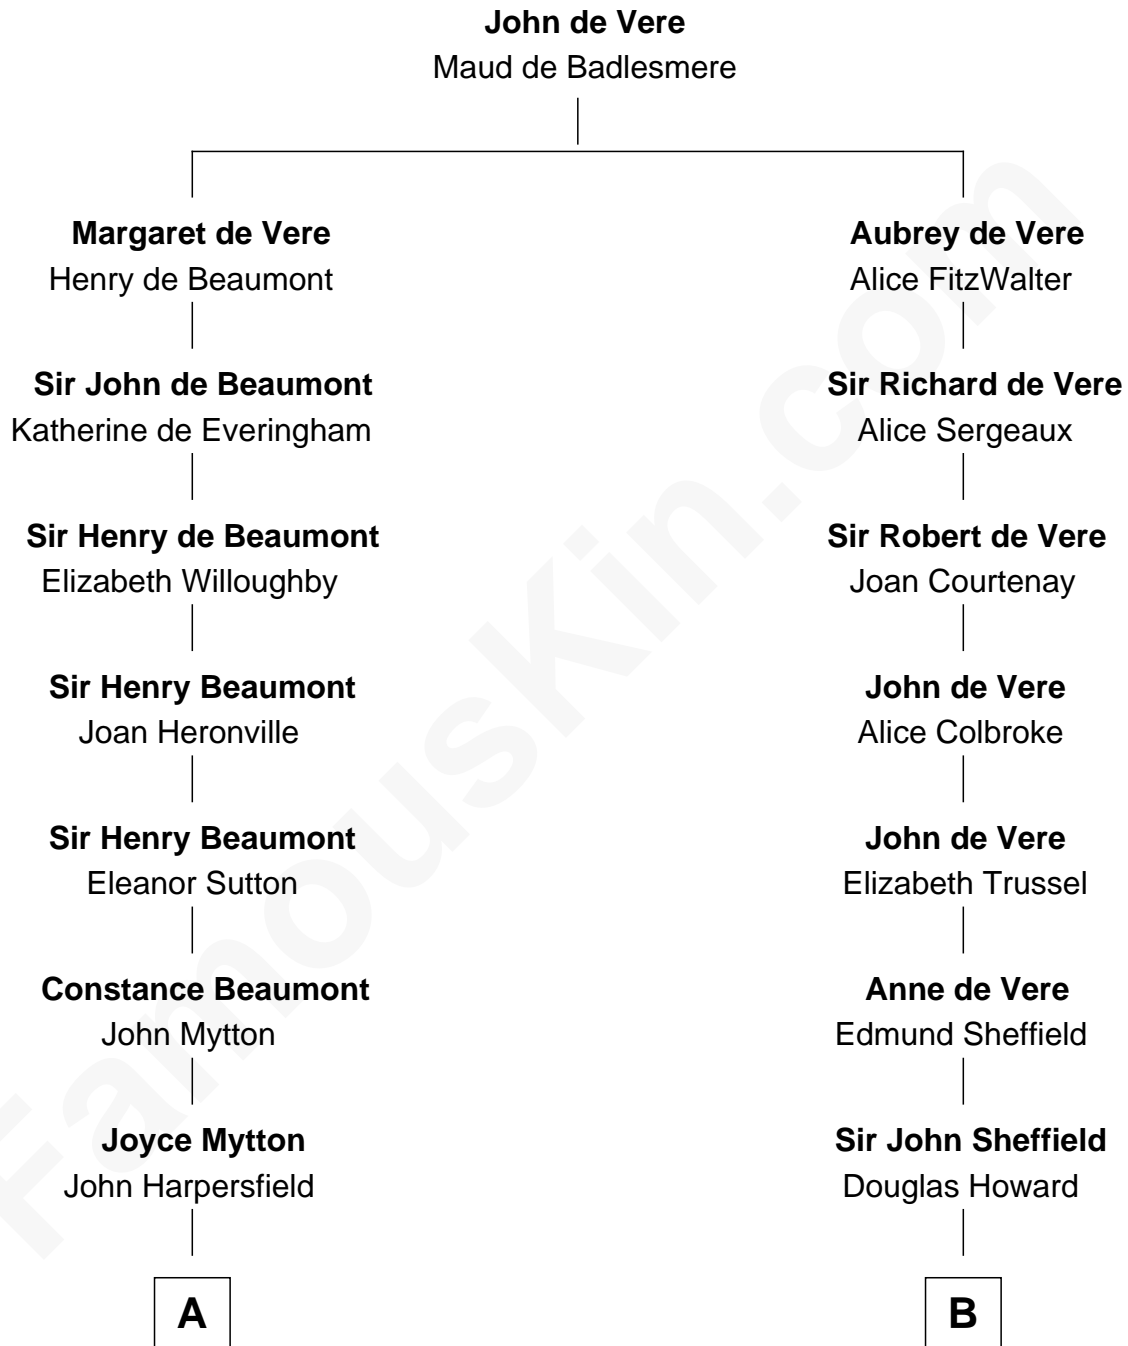 John de Vere
Maud de Badlesmere
Margaret de Vere
Henry de Beaumont
Aubrey de Vere
Alice FitzWalter
Sir John de Beaumont
Katherine de Everingham
Sir Richard de Vere
Alice Sergeaux
Sir Henry de Beaumont
Elizabeth Willoughby
Sir Robert de Vere
Joan Courtenay
Sir Henry Beaumont
Joan Heronville
John de Vere
Alice Colbroke
Sir Henry Beaumont
Eleanor Sutton
John de Vere
Elizabeth Trussel
Constance Beaumont
John Mytton
Anne de Vere
Edmund Sheffield
Joyce Mytton
John Harpersfield
Sir John Sheffield
Douglas Howard
A
B
FamousKin.com